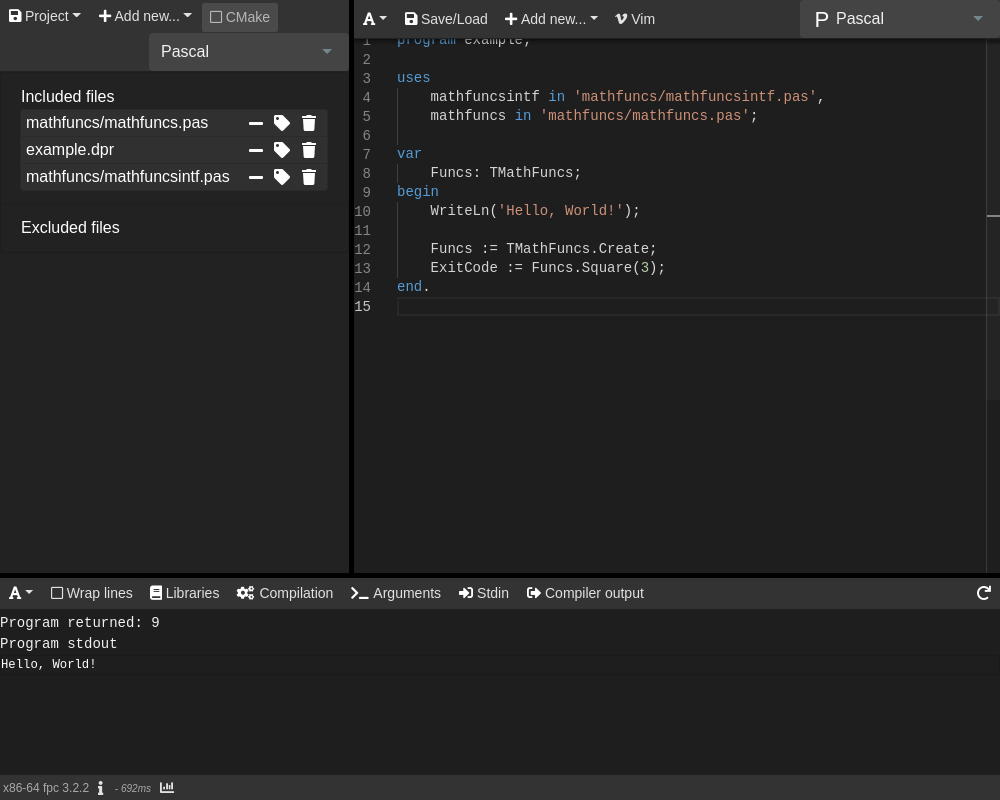 Project Add new... CMake
Pascal
Included files
mathfuncs/mathfuncs.pas
example.dpr
mathfuncs/mathfuncsintf.pas
Excluded files
A Save/Load Add new... Vim P Pascal
1 program example;
2
3 uses
4 mathfuncsintf in 'mathfuncs/mathfuncsintf.pas',
5 mathfuncs in 'mathfuncs/mathfuncs.pas';
6
7 var
8 Funcs: TMathFuncs;
9 begin
10 WriteLn('Hello, World!');
11
12 Funcs := TMathFuncs.Create;
13 ExitCode := Funcs.Square(3);
14 end.
15
A Wrap lines Libraries Compilation Arguments Stdin Compiler output
Program returned: 9
Program stdout
Hello, World!
x86-64 fpc 3.2.2 - 692ms